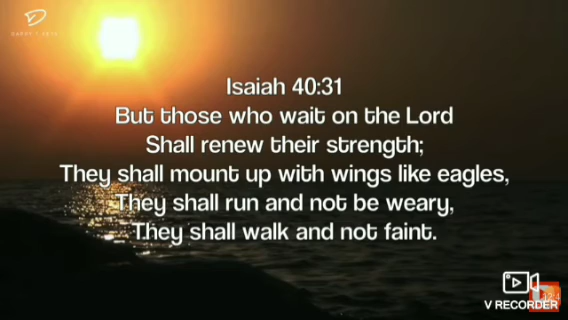 Isaiah 40:31
But those who wait on the Lord
Shall renew their strength;
They shall mount up with wings like eagles,
They shall run and not be weary,
They shall walk and not faint.
V RECORDER